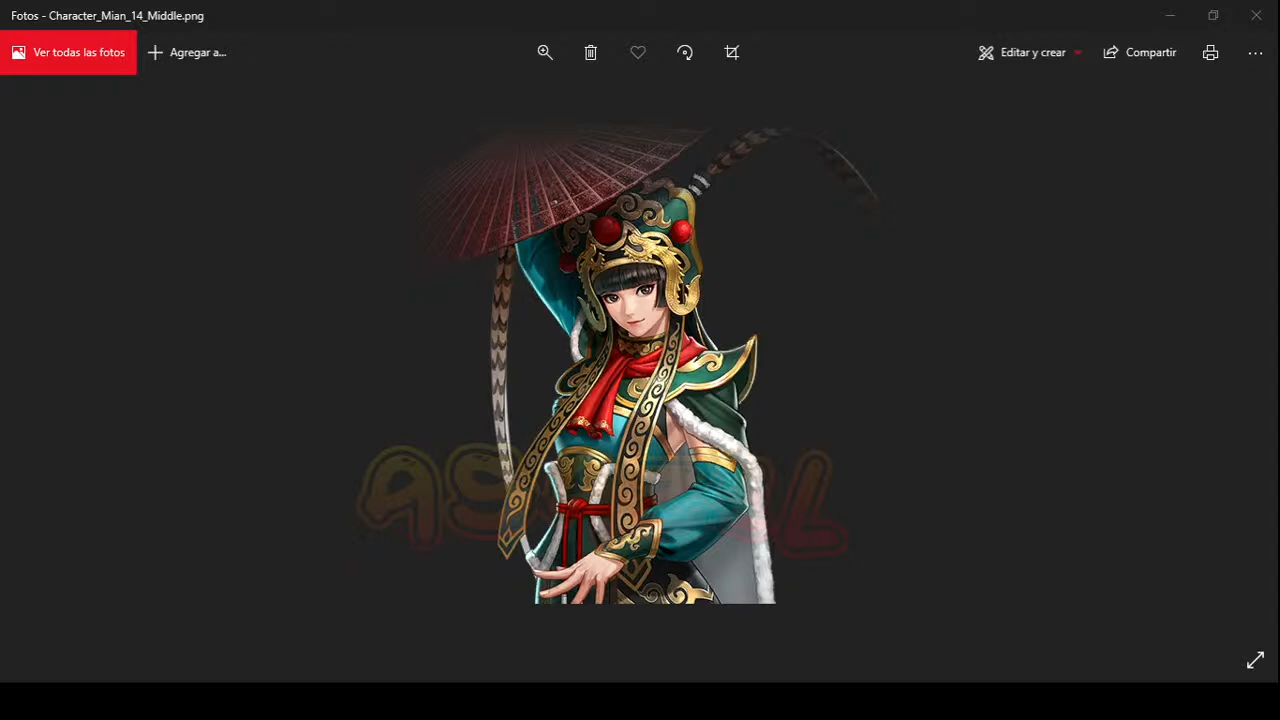 Fotos - Character_Mian_14_Middle.png
Ver todas las fotos
Agregar a...
Editar y crear
Compartir